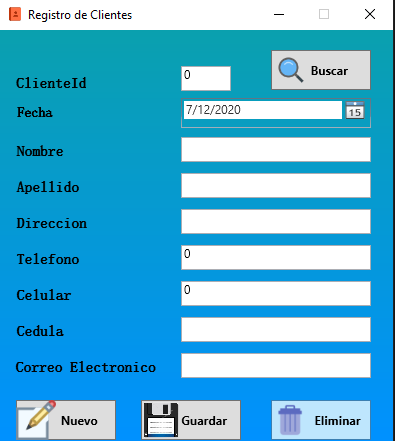 Registro de Clientes
ClienteId 0 Buscar
Fecha 7/12/2020 15
Nombre
Apellido
Direccion
Telefono 0
Celular 0
Cedula
Correo Electronico
Nuevo Guardar Eliminar